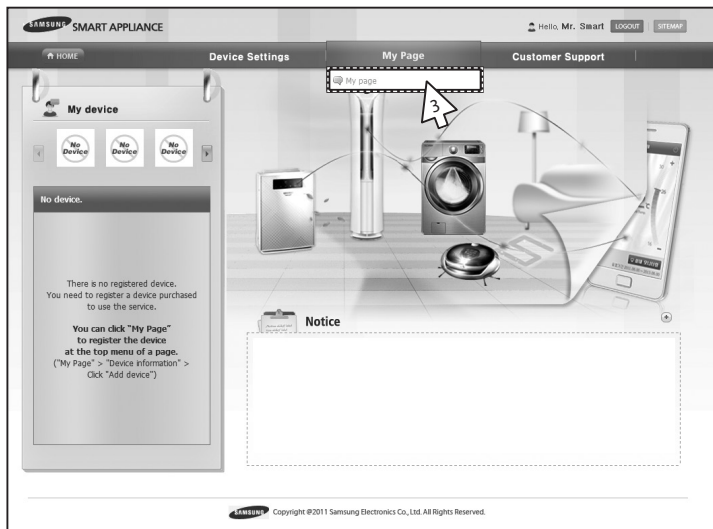 SAMSUNG SMART APPLIANCE
Hello, Mr. Smart LOGOUT SITEMAP
HOME Device Settings My Page Customer Support
My page
3
My device
No Device No Device No Device
No device.
There is no registered device.
You need to register a device purchased
to use the service.
You can click "My Page"
to register the device
at the top menu of a page.
("My Page" > "Device information" >
Click "Add device")
Notice
SAMSUNG Copyright @2011 Samsung Electronics Co., Ltd. All Rights Reserved.